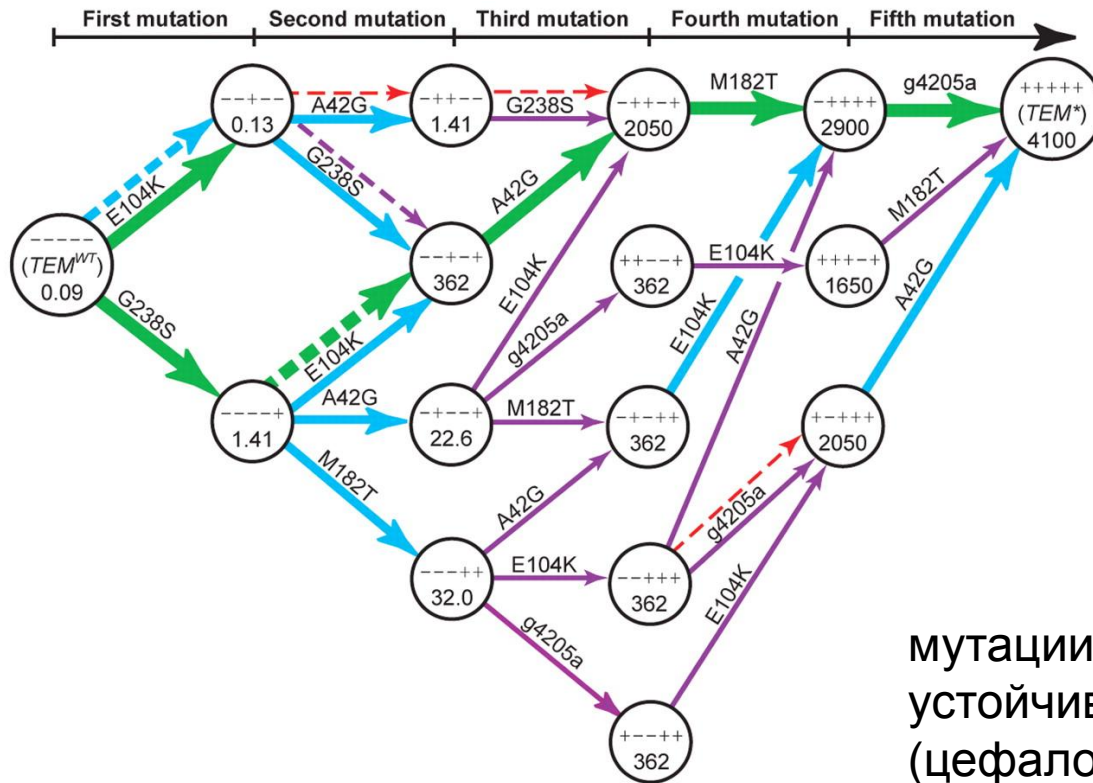 First mutation
Second mutation
Third mutation
Fourth mutation
Fifth mutation
– – – – –
(TEM^WT)
0.09
E104K
G238S
– – + – –
0.13
– – – – +
1.41
A42G
G238S
E104K
A42G
M182T
– + + – –
1.41
– – + – +
362
– + – – +
22.6
– – – + +
32.0
G238S
A42G
E104K
g4205a
M182T
A42G
E104K
g4205a
– + + – +
2050
+ + – – +
362
– + – + +
362
– – + + +
362
+ – – + +
362
M182T
E104K
E104K
A42G
g4205a
E104K
– + + + +
2900
+ + + – +
1650
+ – + + +
2050
g4205a
M182T
A42G
+ + + + +
(TEM*)
4100
мутации
устойчив
(цефало